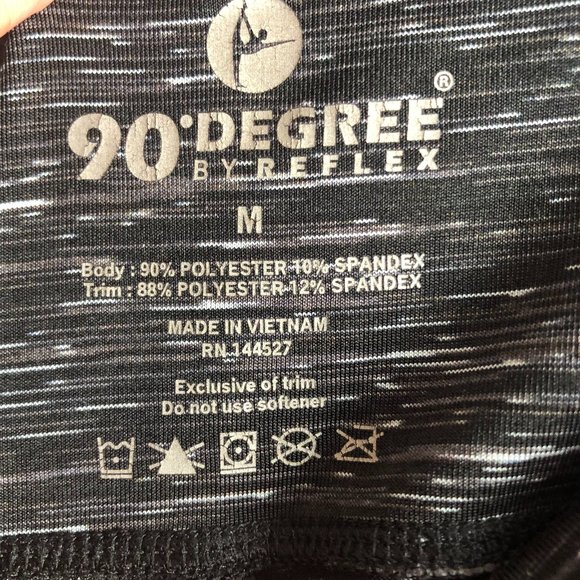 90°DEGREE®
BY REFLEX
M
Body : 90% POLYESTER 10% SPANDEX
Trim : 88% POLYESTER 12% SPANDEX
MADE IN VIETNAM
RN 144527
Exclusive of trim
Do not use softener